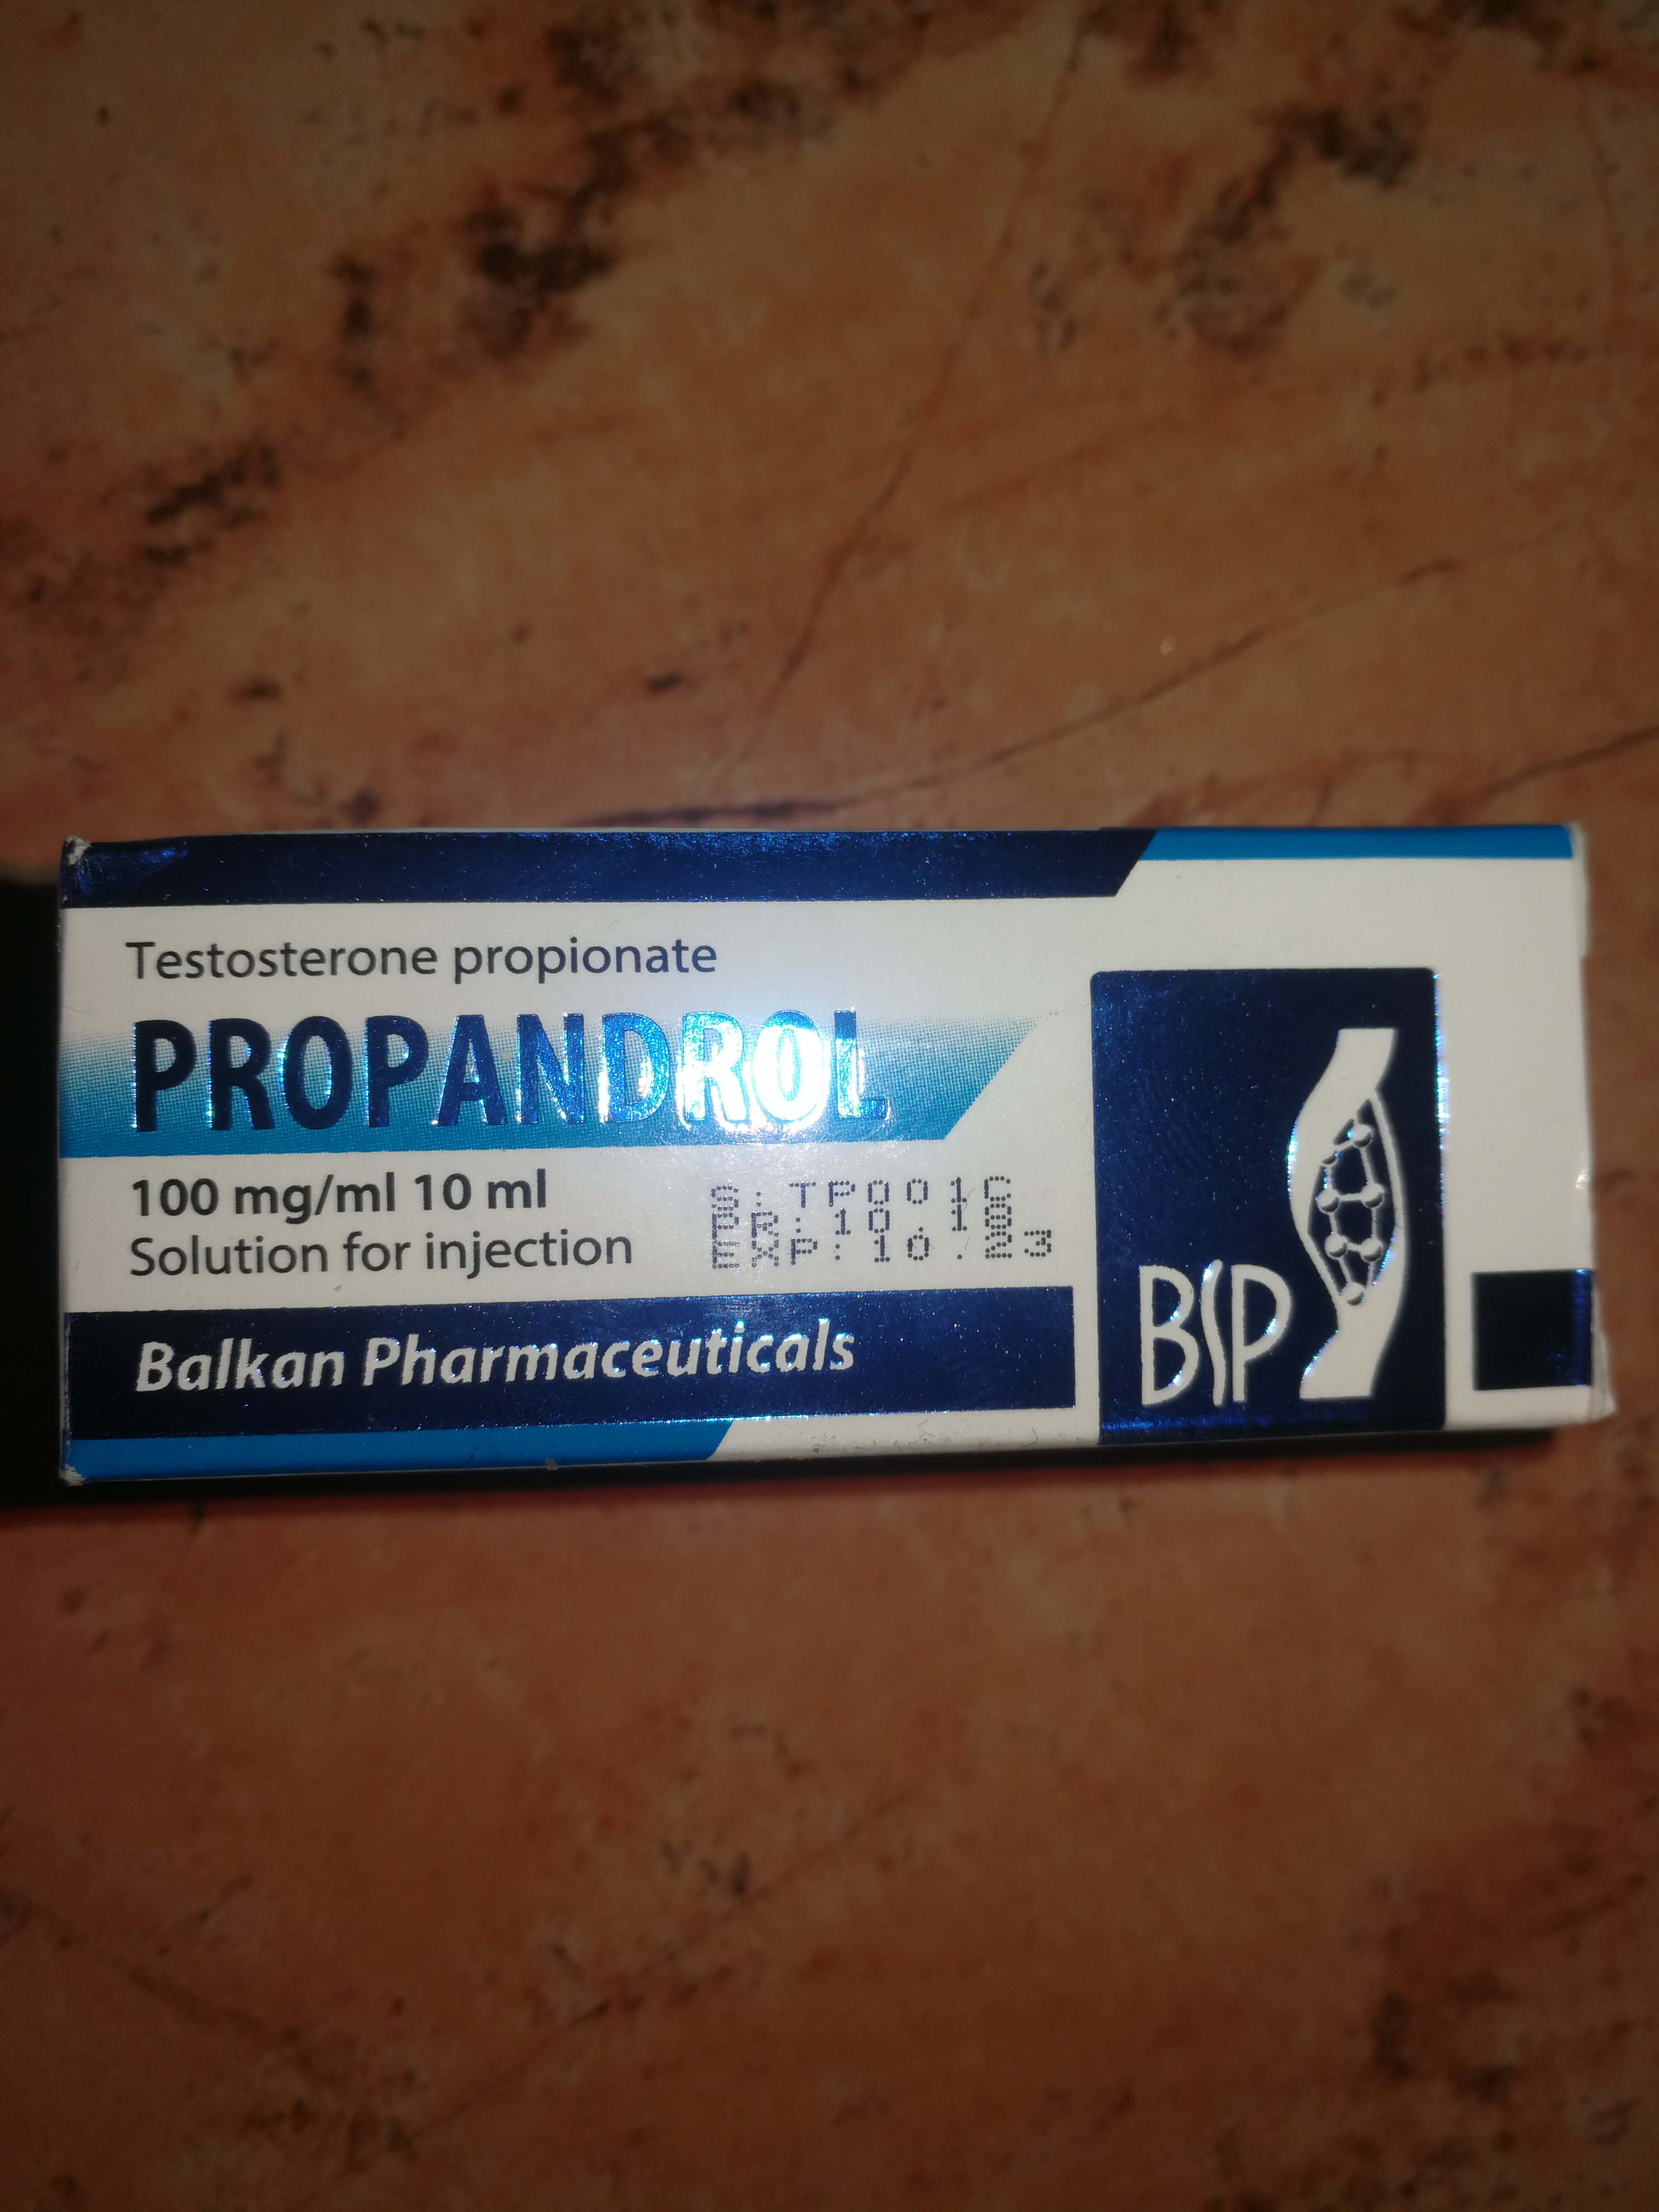 Testosterone propionate
PROPANDROL
100 mg/ml 10 ml
Solution for injection
S: TP001C
PR: 10.18
EXP: 10.23
Balkan Pharmaceuticals
BP